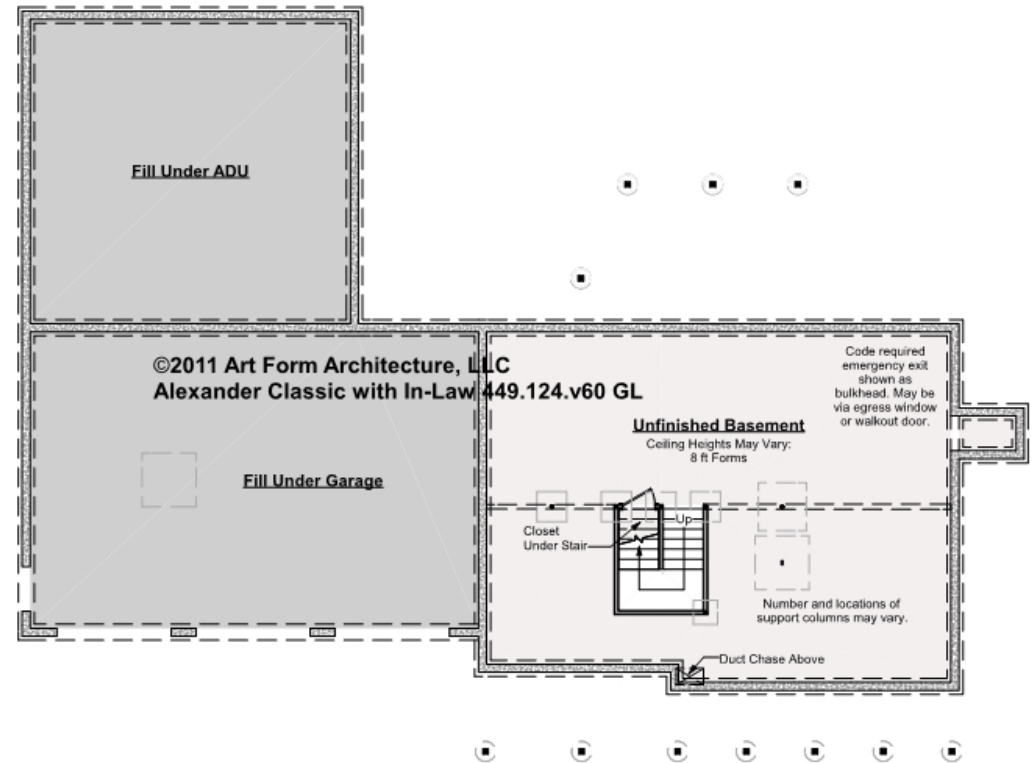 Fill Under ADU
©2011 Art Form Architecture, LLC
Alexander Classic with In-Law 449.124.v60 GL
Code required
emergency exit
shown as
bulkhead. May be
via egress window
or walkout door.
Unfinished Basement
Ceiling Heights May Vary:
8 ft Forms
Fill Under Garage
Up
Closet
Under Stair
Number and locations of
support columns may vary.
Duct Chase Above